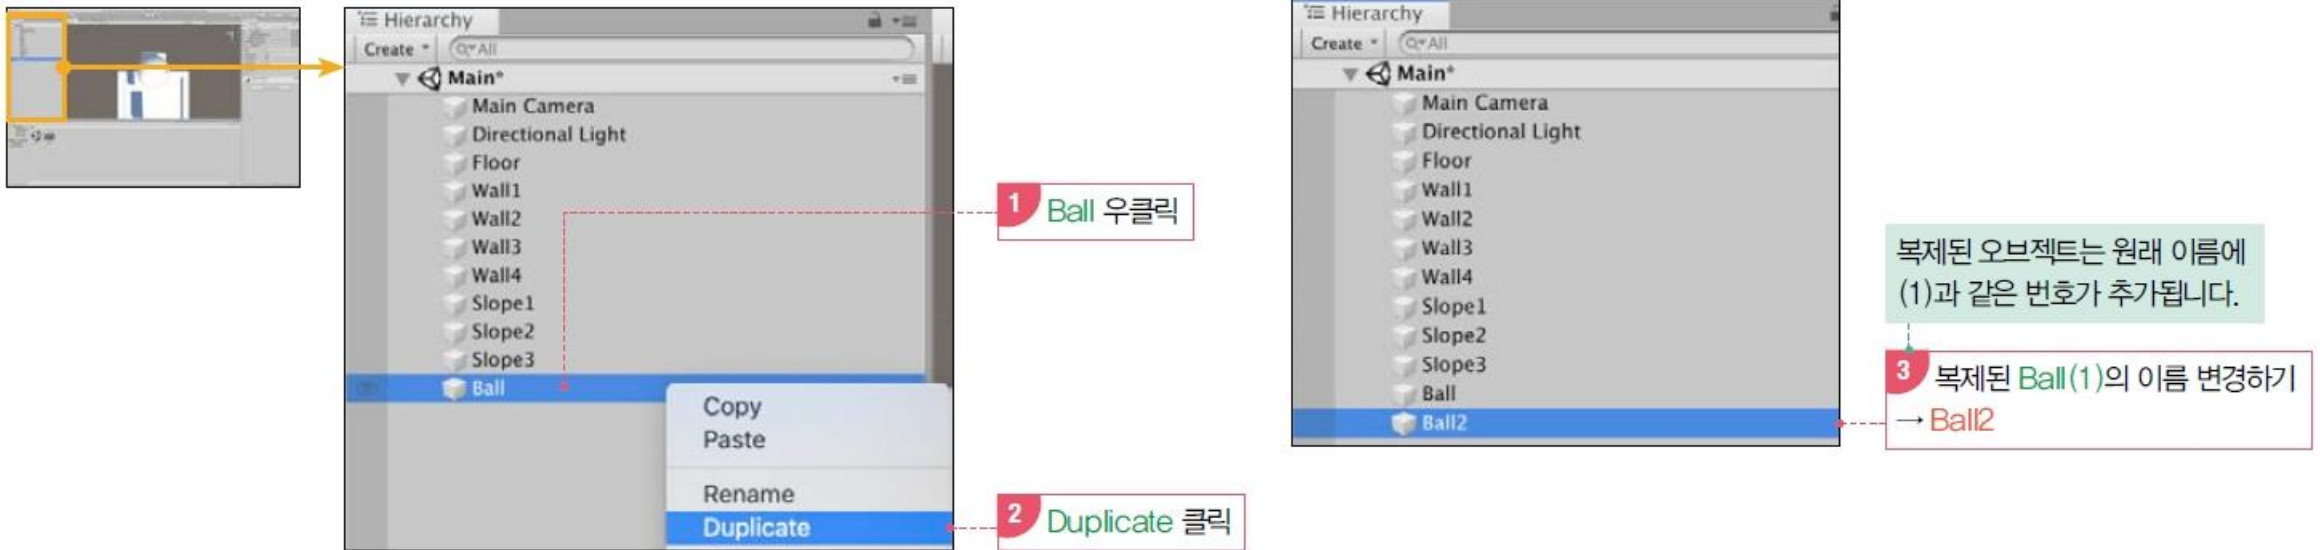 Hierarchy
Create
All
Main*
Main Camera
Directional Light
Floor
Wall1
Wall2
Wall3
Wall4
Slope1
Slope2
Slope3
Ball
Copy
Paste
Rename
Duplicate
1 Ball 우클릭
2 Duplicate 클릭
Hierarchy
Create
All
Main*
Main Camera
Directional Light
Floor
Wall1
Wall2
Wall3
Wall4
Slope1
Slope2
Slope3
Ball
Ball2
복제된 오브젝트는 원래 이름에
(1)과 같은 번호가 추가됩니다.
3 복제된 Ball(1)의 이름 변경하기
→ Ball2